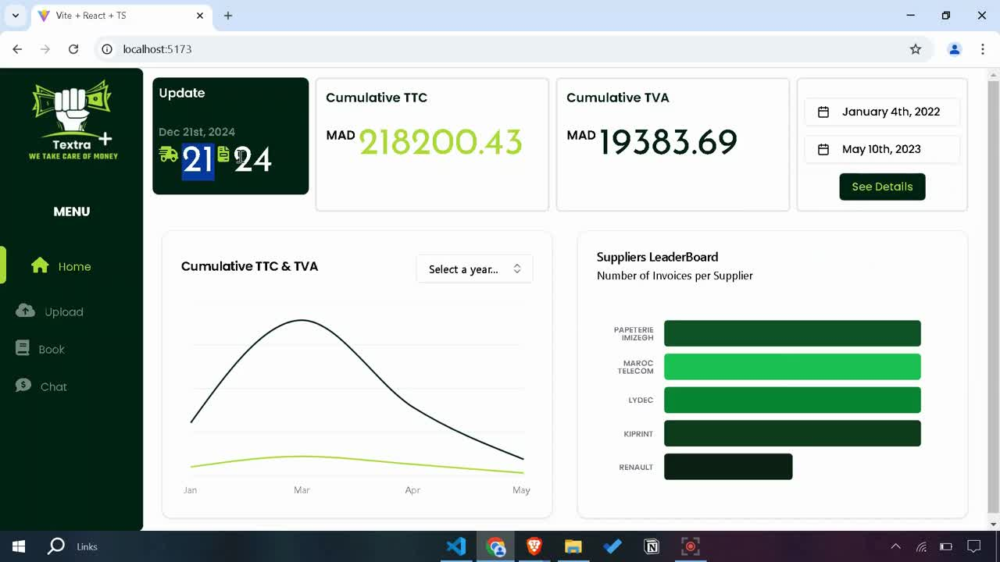 Vite + React + TS
localhost:5173
Textra +
WE TAKE CARE OF MONEY
MENU
Home
Upload
Book
Chat
Update
Dec 21st, 2024
21 24
Cumulative TTC
MAD 218200.43
Cumulative TVA
MAD 19383.69
January 4th, 2022
May 10th, 2023
See Details
Cumulative TTC & TVA
Select a year...
Jan Mar Apr May
Suppliers LeaderBoard
Number of Invoices per Supplier
PAPETERIE
IMIZEGH
MAROC
TELECOM
LYDEC
KIPRINT
RENAULT
Links